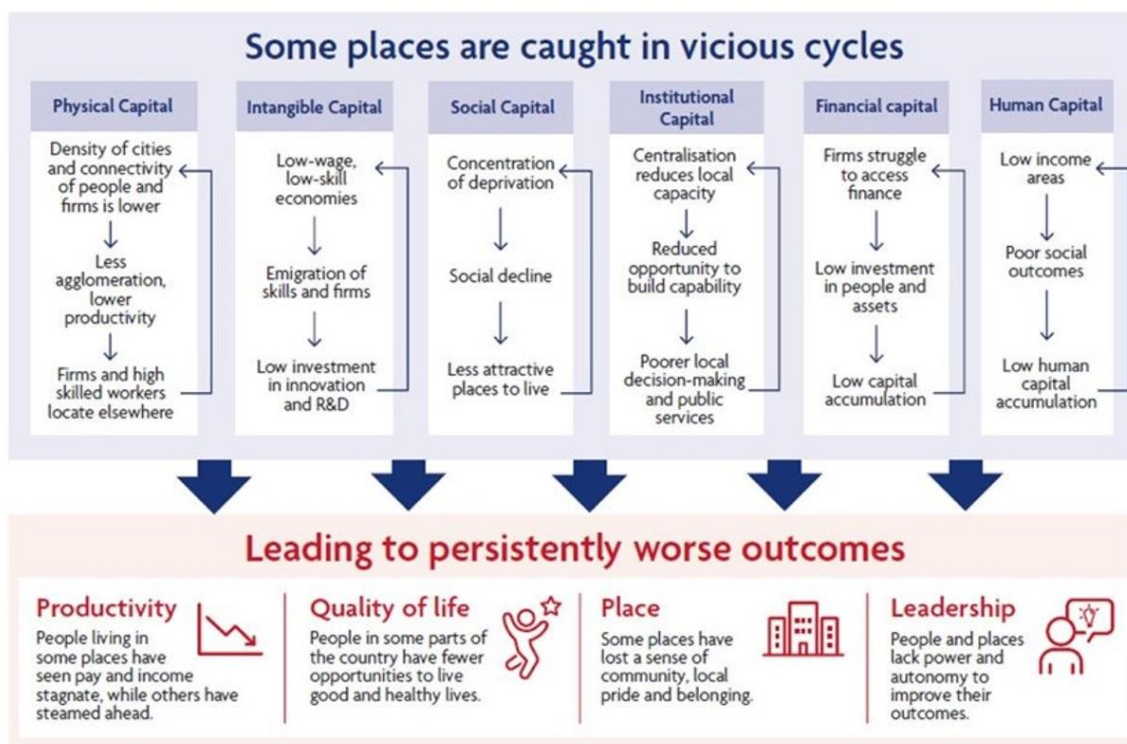 Some places are caught in vicious cycles
Physical Capital
Density of cities
and connectivity
of people and
firms is lower
Less
agglomeration,
lower
productivity
Firms and high
skilled workers
locate elsewhere
Intangible Capital
Low-wage,
low-skill
economies
Emigration of
skills and firms
Low investment
in innovation
and R&D
Social Capital
Concentration
of deprivation
Social decline
Less attractive
places to live
Institutional
Capital
Centralisation
reduces local
capacity
Reduced
opportunity to
build capability
Poorer local
decision-making
and public
services
Financial capital
Firms struggle
to access
finance
Low investment
in people and
assets
Low capital
accumulation
Human Capital
Low income
areas
Poor social
outcomes
Low human
capital
accumulation
Leading to persistently worse outcomes
Productivity
People living in
some places have
seen pay and income
stagnate, while others have
steamed ahead.
Quality of life
People in some parts of
the country have fewer
opportunities to live
good and healthy lives.
Place
Some places have
lost a sense of
community, local
pride and belonging.
Leadership
People and places
lack power and
autonomy to
improve their
outcomes.